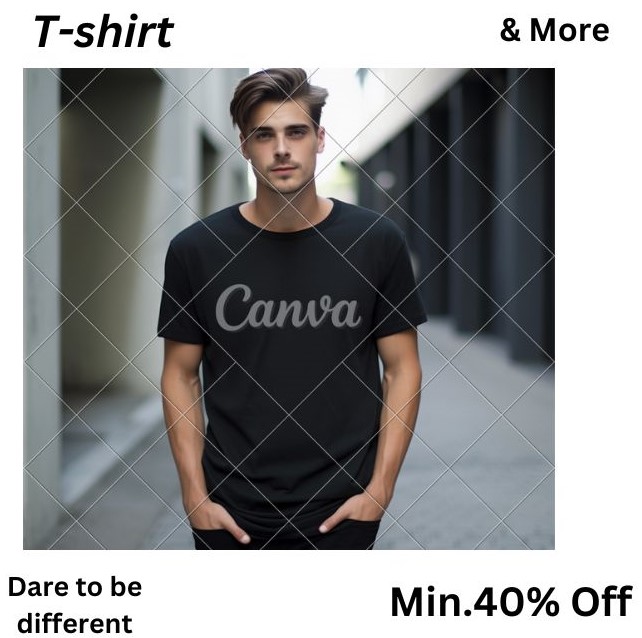 T-shirt
& More
Canva
Dare to be
different
Min.40% Off